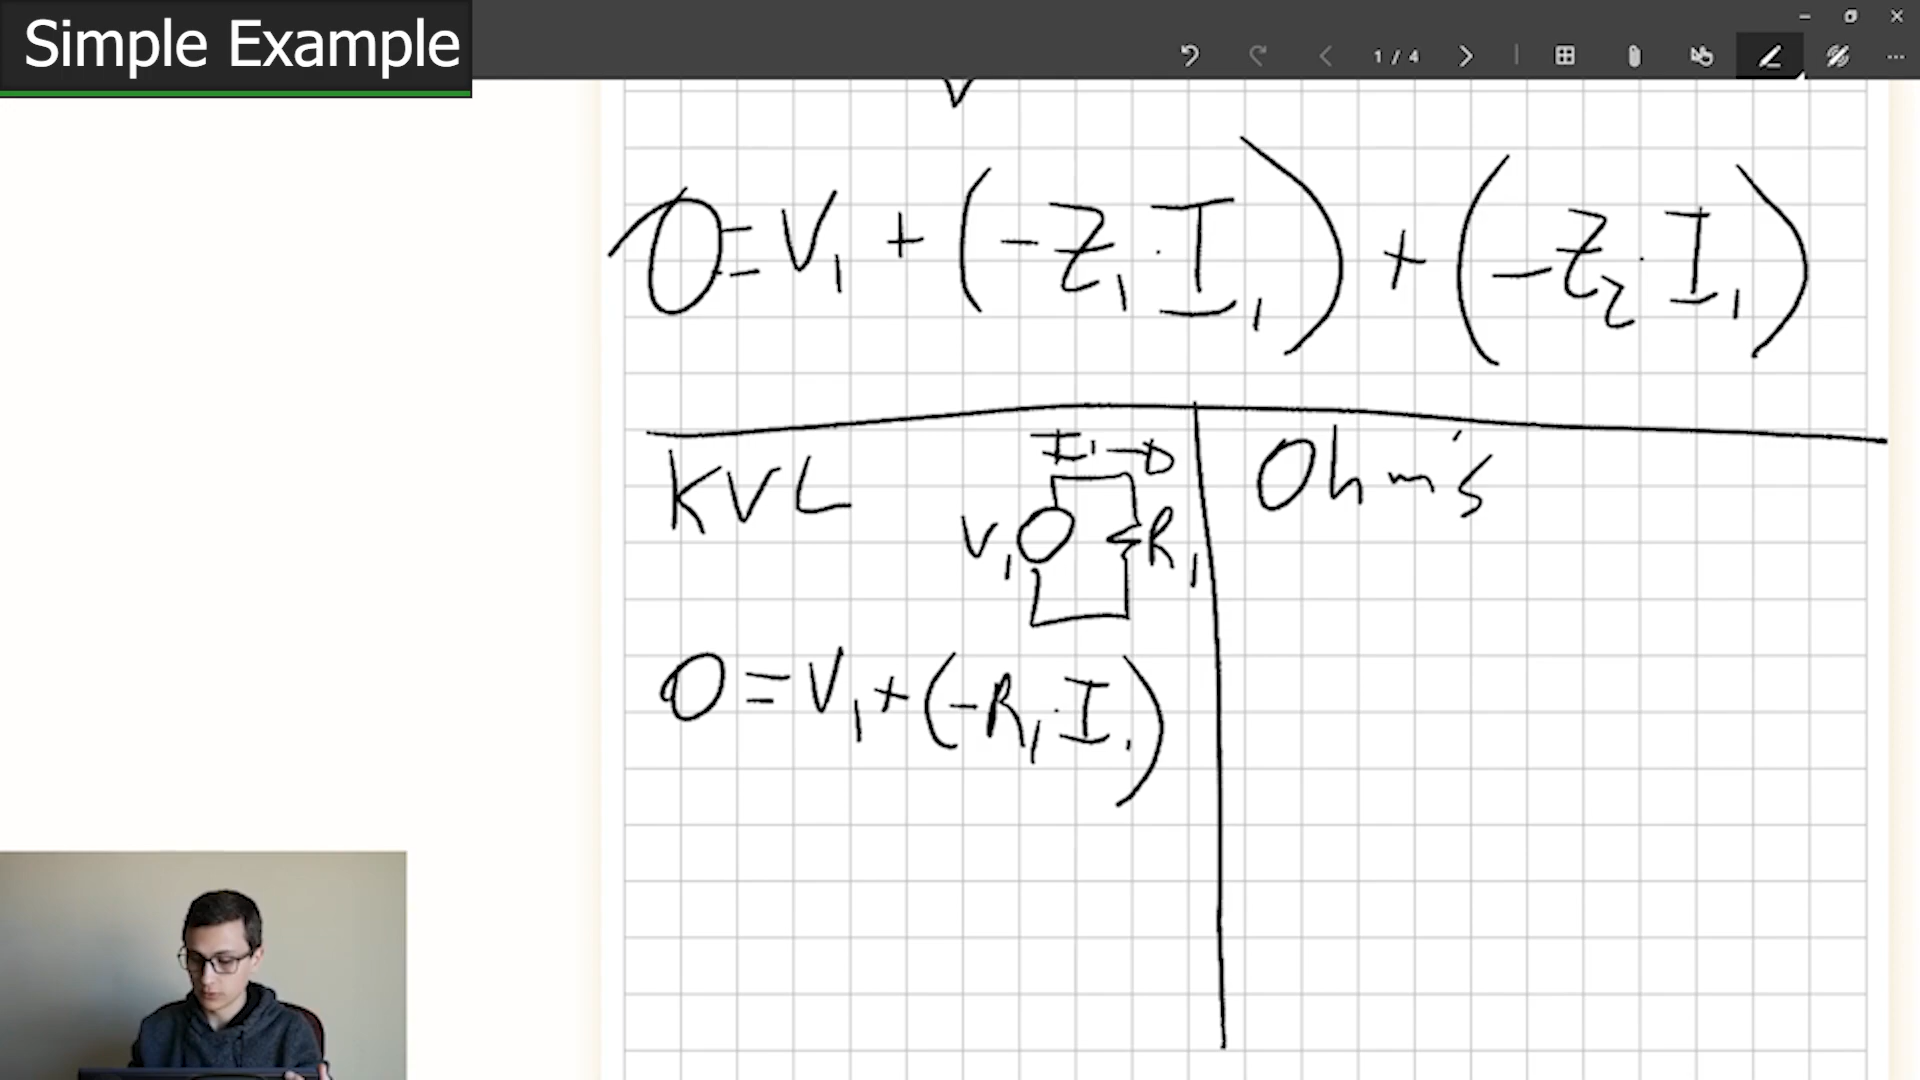 Simple Example
1 / 4
0 = V₁ + (-Z₁ · I₁) + (-Z₂ · I₁)
KVL
I₁
V₁ R₁
0 = V₁ + (-R₁ · I₁)
Ohm's